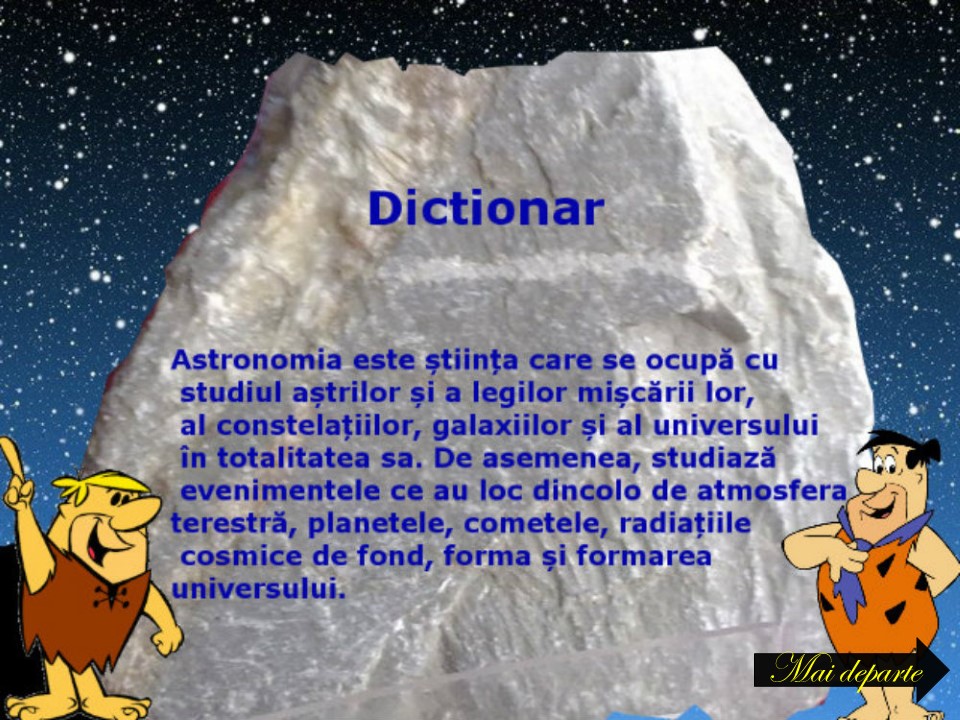 Dictionar
Astronomia este știința care se ocupă cu
studiul aștrilor și a legilor mișcării lor,
al constelațiilor, galaxiilor și al universului
în totalitatea sa. De asemenea, studiază
evenimentele ce au loc dincolo de atmosfera
terestră, planetele, cometele, radiațiile
cosmice de fond, forma și formarea
universului.
Mai departe